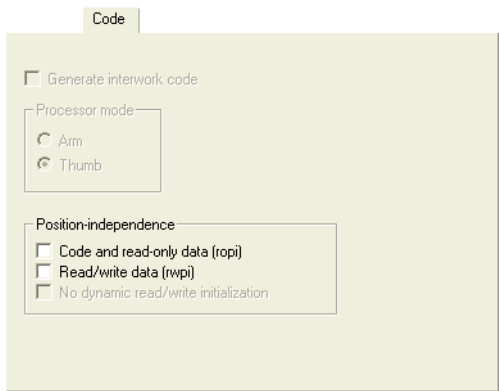 Code
Generate interwork code
Processor mode
Arm
Thumb
Position-independence
Code and read-only data (ropi)
Read/write data (rwpi)
No dynamic read/write initialization